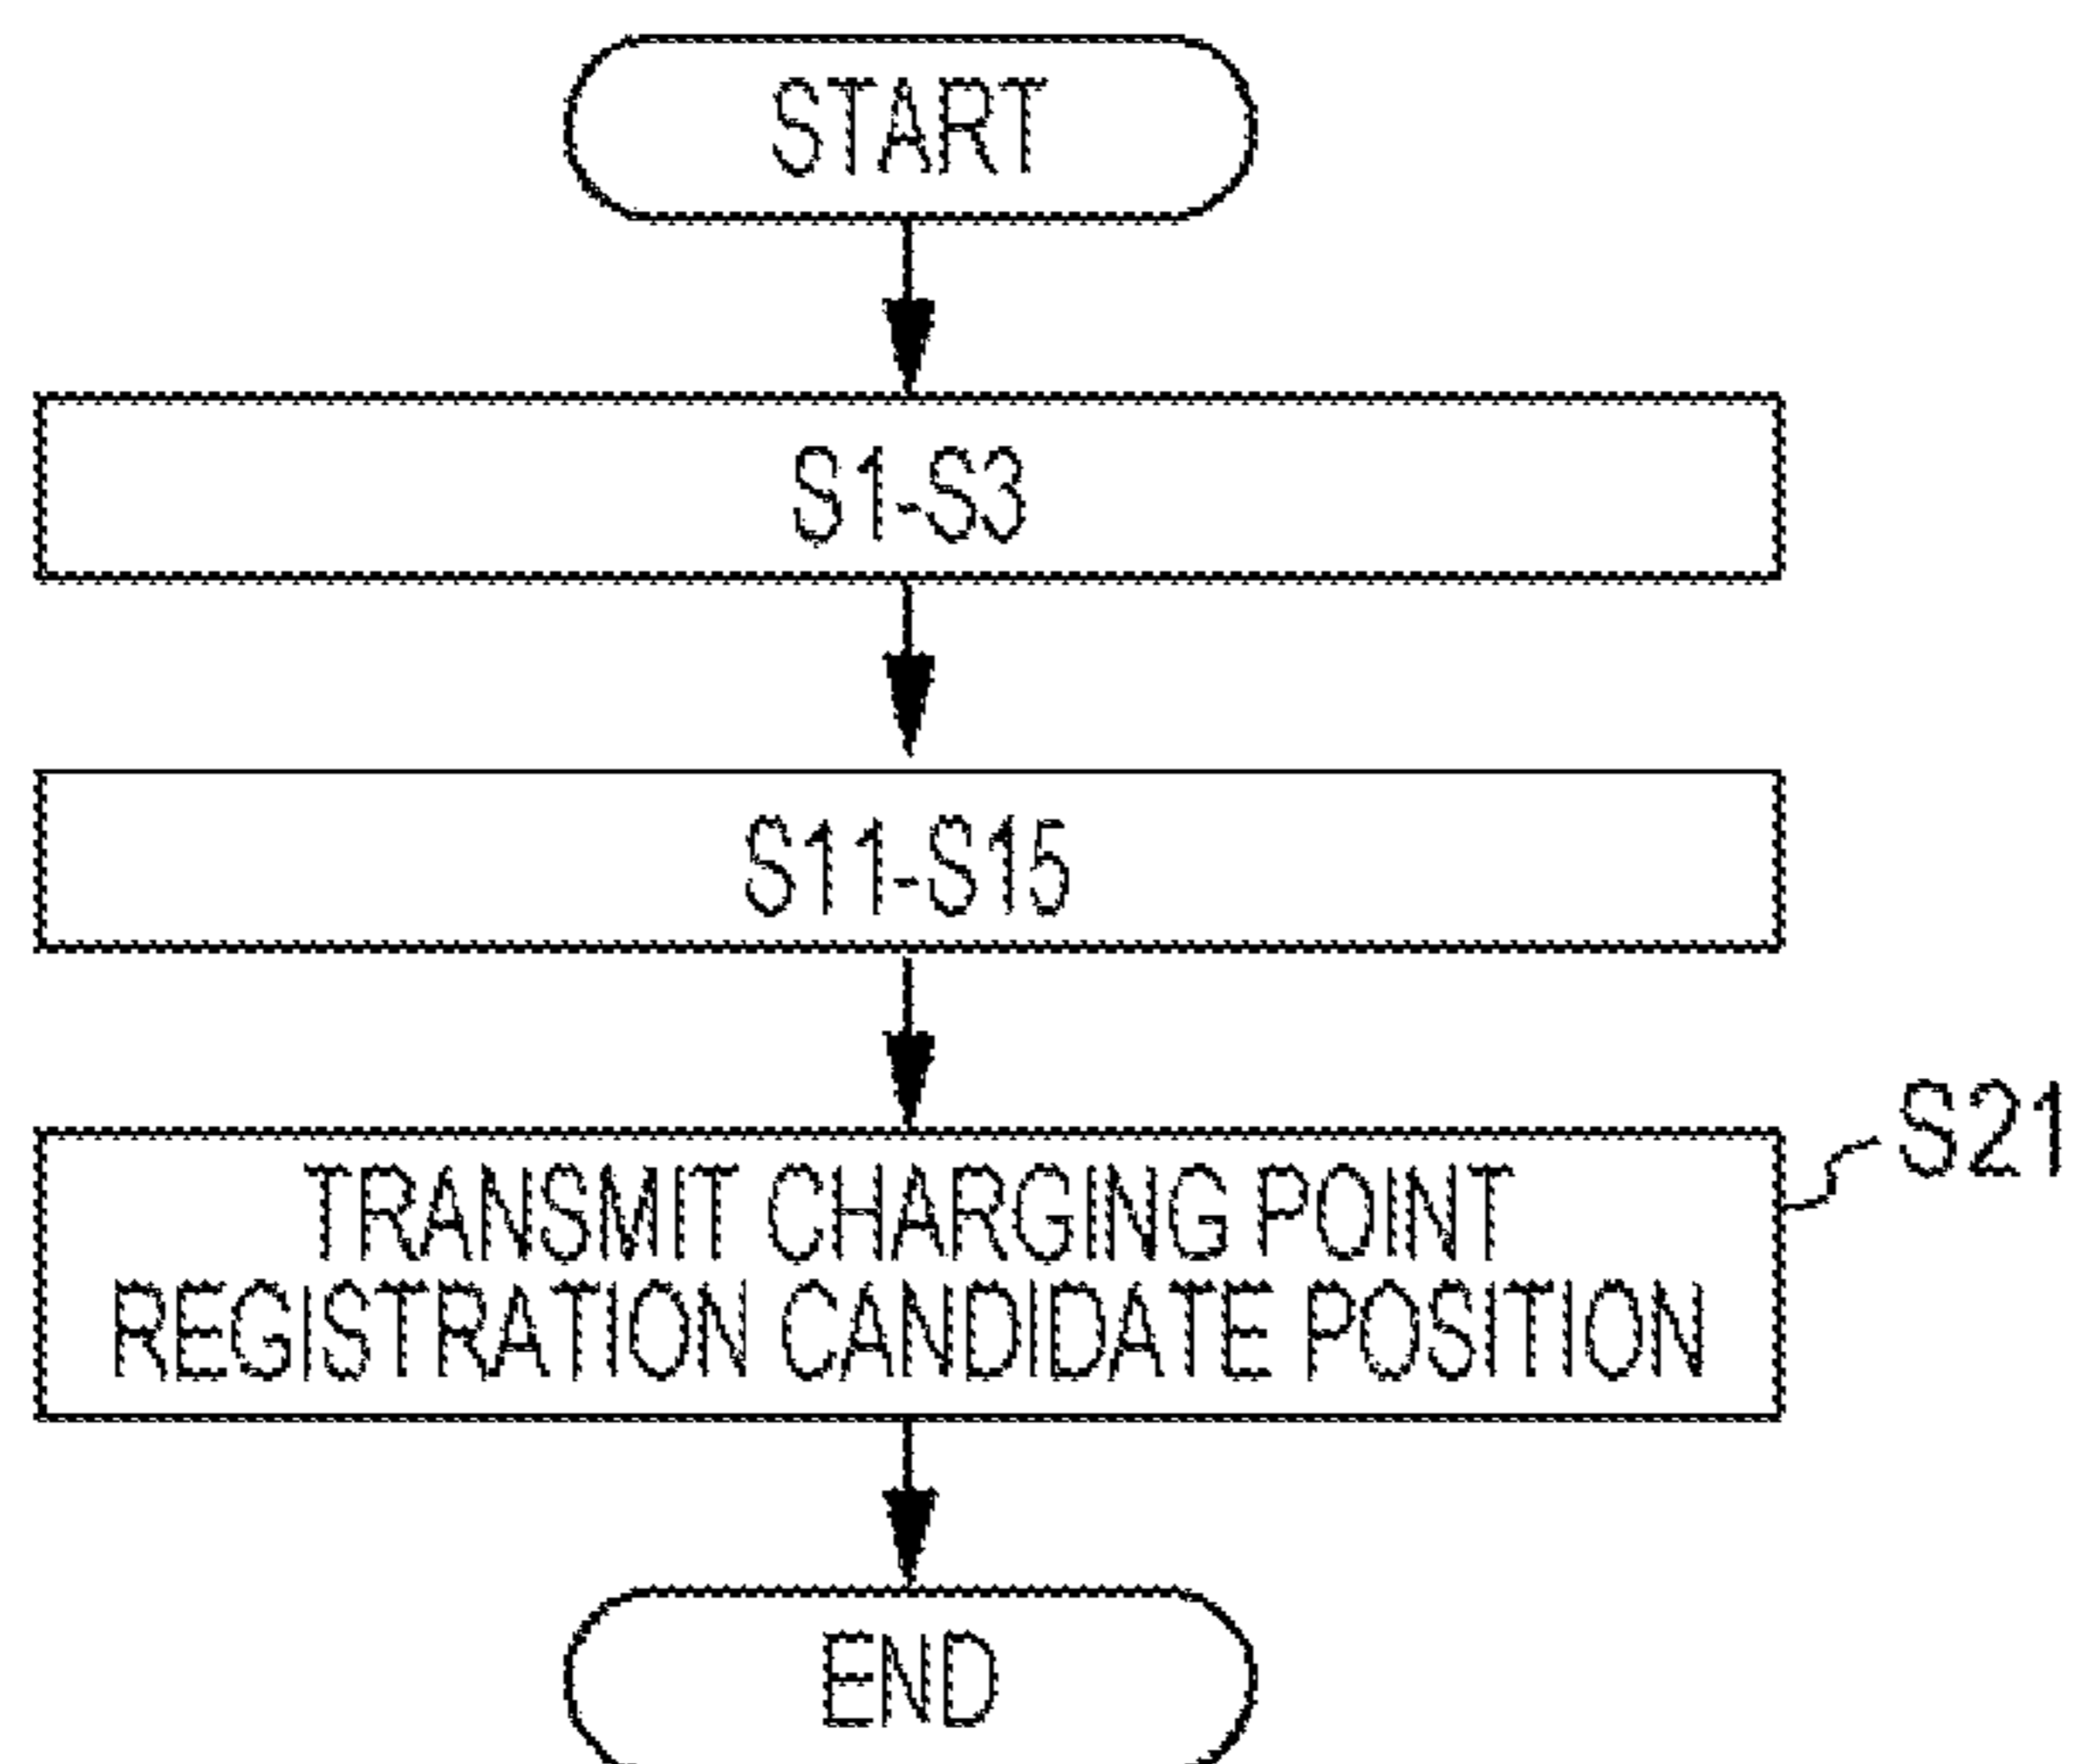 START
S1-S3
S11-S15
S21
TRANSMIT CHARGING POINT
REGISTRATION CANDIDATE POSITION
END